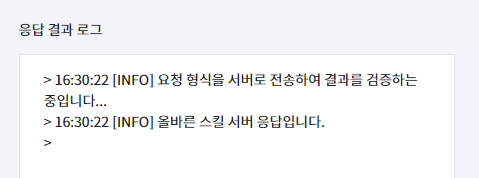 응답 결과 로그
> 16:30:22 [INFO] 요청 형식을 서버로 전송하여 결과를 검증하는
중입니다...
> 16:30:22 [INFO] 올바른 스킬 서버 응답입니다.
>